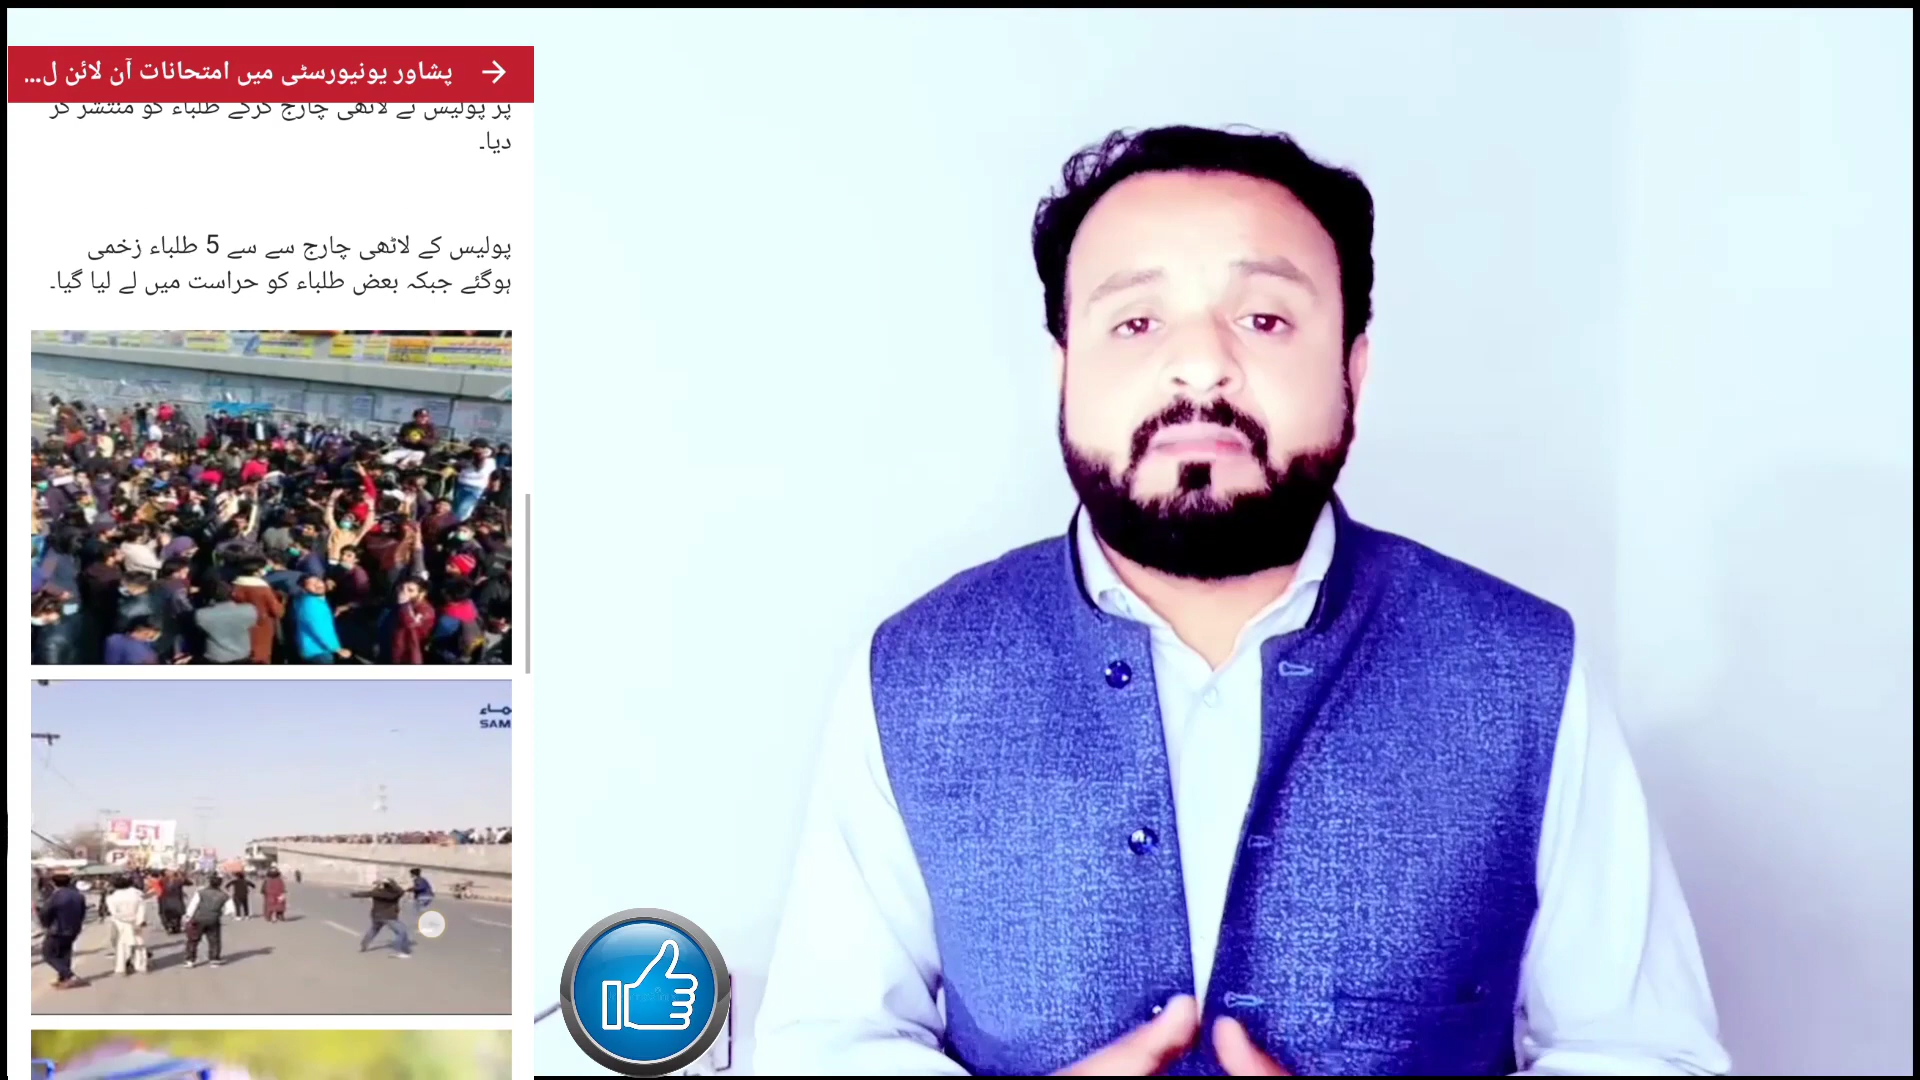 پشاور یونیورسٹی میں امتحانات آن لائن ل...
پر پولیس نے لاٹھی چارج کرکے طلباء کو منتشر کر
دیا۔
پولیس کے لاٹھی چارج سے سے 5 طلباء زخمی
ہوگئے جبکہ بعض طلباء کو حراست میں لے لیا گیا۔
SAM